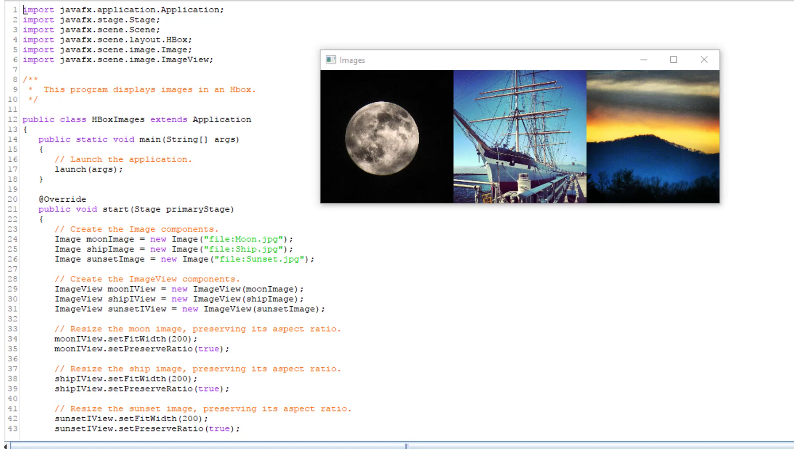 1 import javafx.application.Application;
2 import javafx.stage.Stage;
3 import javafx.scene.Scene;
4 import javafx.scene.layout.HBox;
5 import javafx.scene.image.Image;
6 import javafx.scene.image.ImageView;
7
8 /**
9 * This program displays images in an Hbox.
10 */
11
12 public class HBoxImages extends Application
13 {
14 public static void main(String[] args)
15 {
16 // Launch the application.
17 launch(args);
18 }
19
20 @Override
21 public void start(Stage primaryStage)
22 {
23 // Create the Image components.
24 Image moonImage = new Image("file:Moon.jpg");
25 Image shipImage = new Image("file:Ship.jpg");
26 Image sunsetImage = new Image("file:Sunset.jpg");
27
28 // Create the ImageView components.
29 ImageView moonIView = new ImageView(moonImage);
30 ImageView shipIView = new ImageView(shipImage);
31 ImageView sunsetIView = new ImageView(sunsetImage);
32
33 // Resize the moon image, preserving its aspect ratio.
34 moonIView.setFitWidth(200);
35 moonIView.setPreserveRatio(true);
36
37 // Resize the ship image, preserving its aspect ratio.
38 shipIView.setFitWidth(200);
39 shipIView.setPreserveRatio(true);
40
41 // Resize the sunset image, preserving its aspect ratio.
42 sunsetIView.setFitWidth(200);
43 sunsetIView.setPreserveRatio(true);
Images